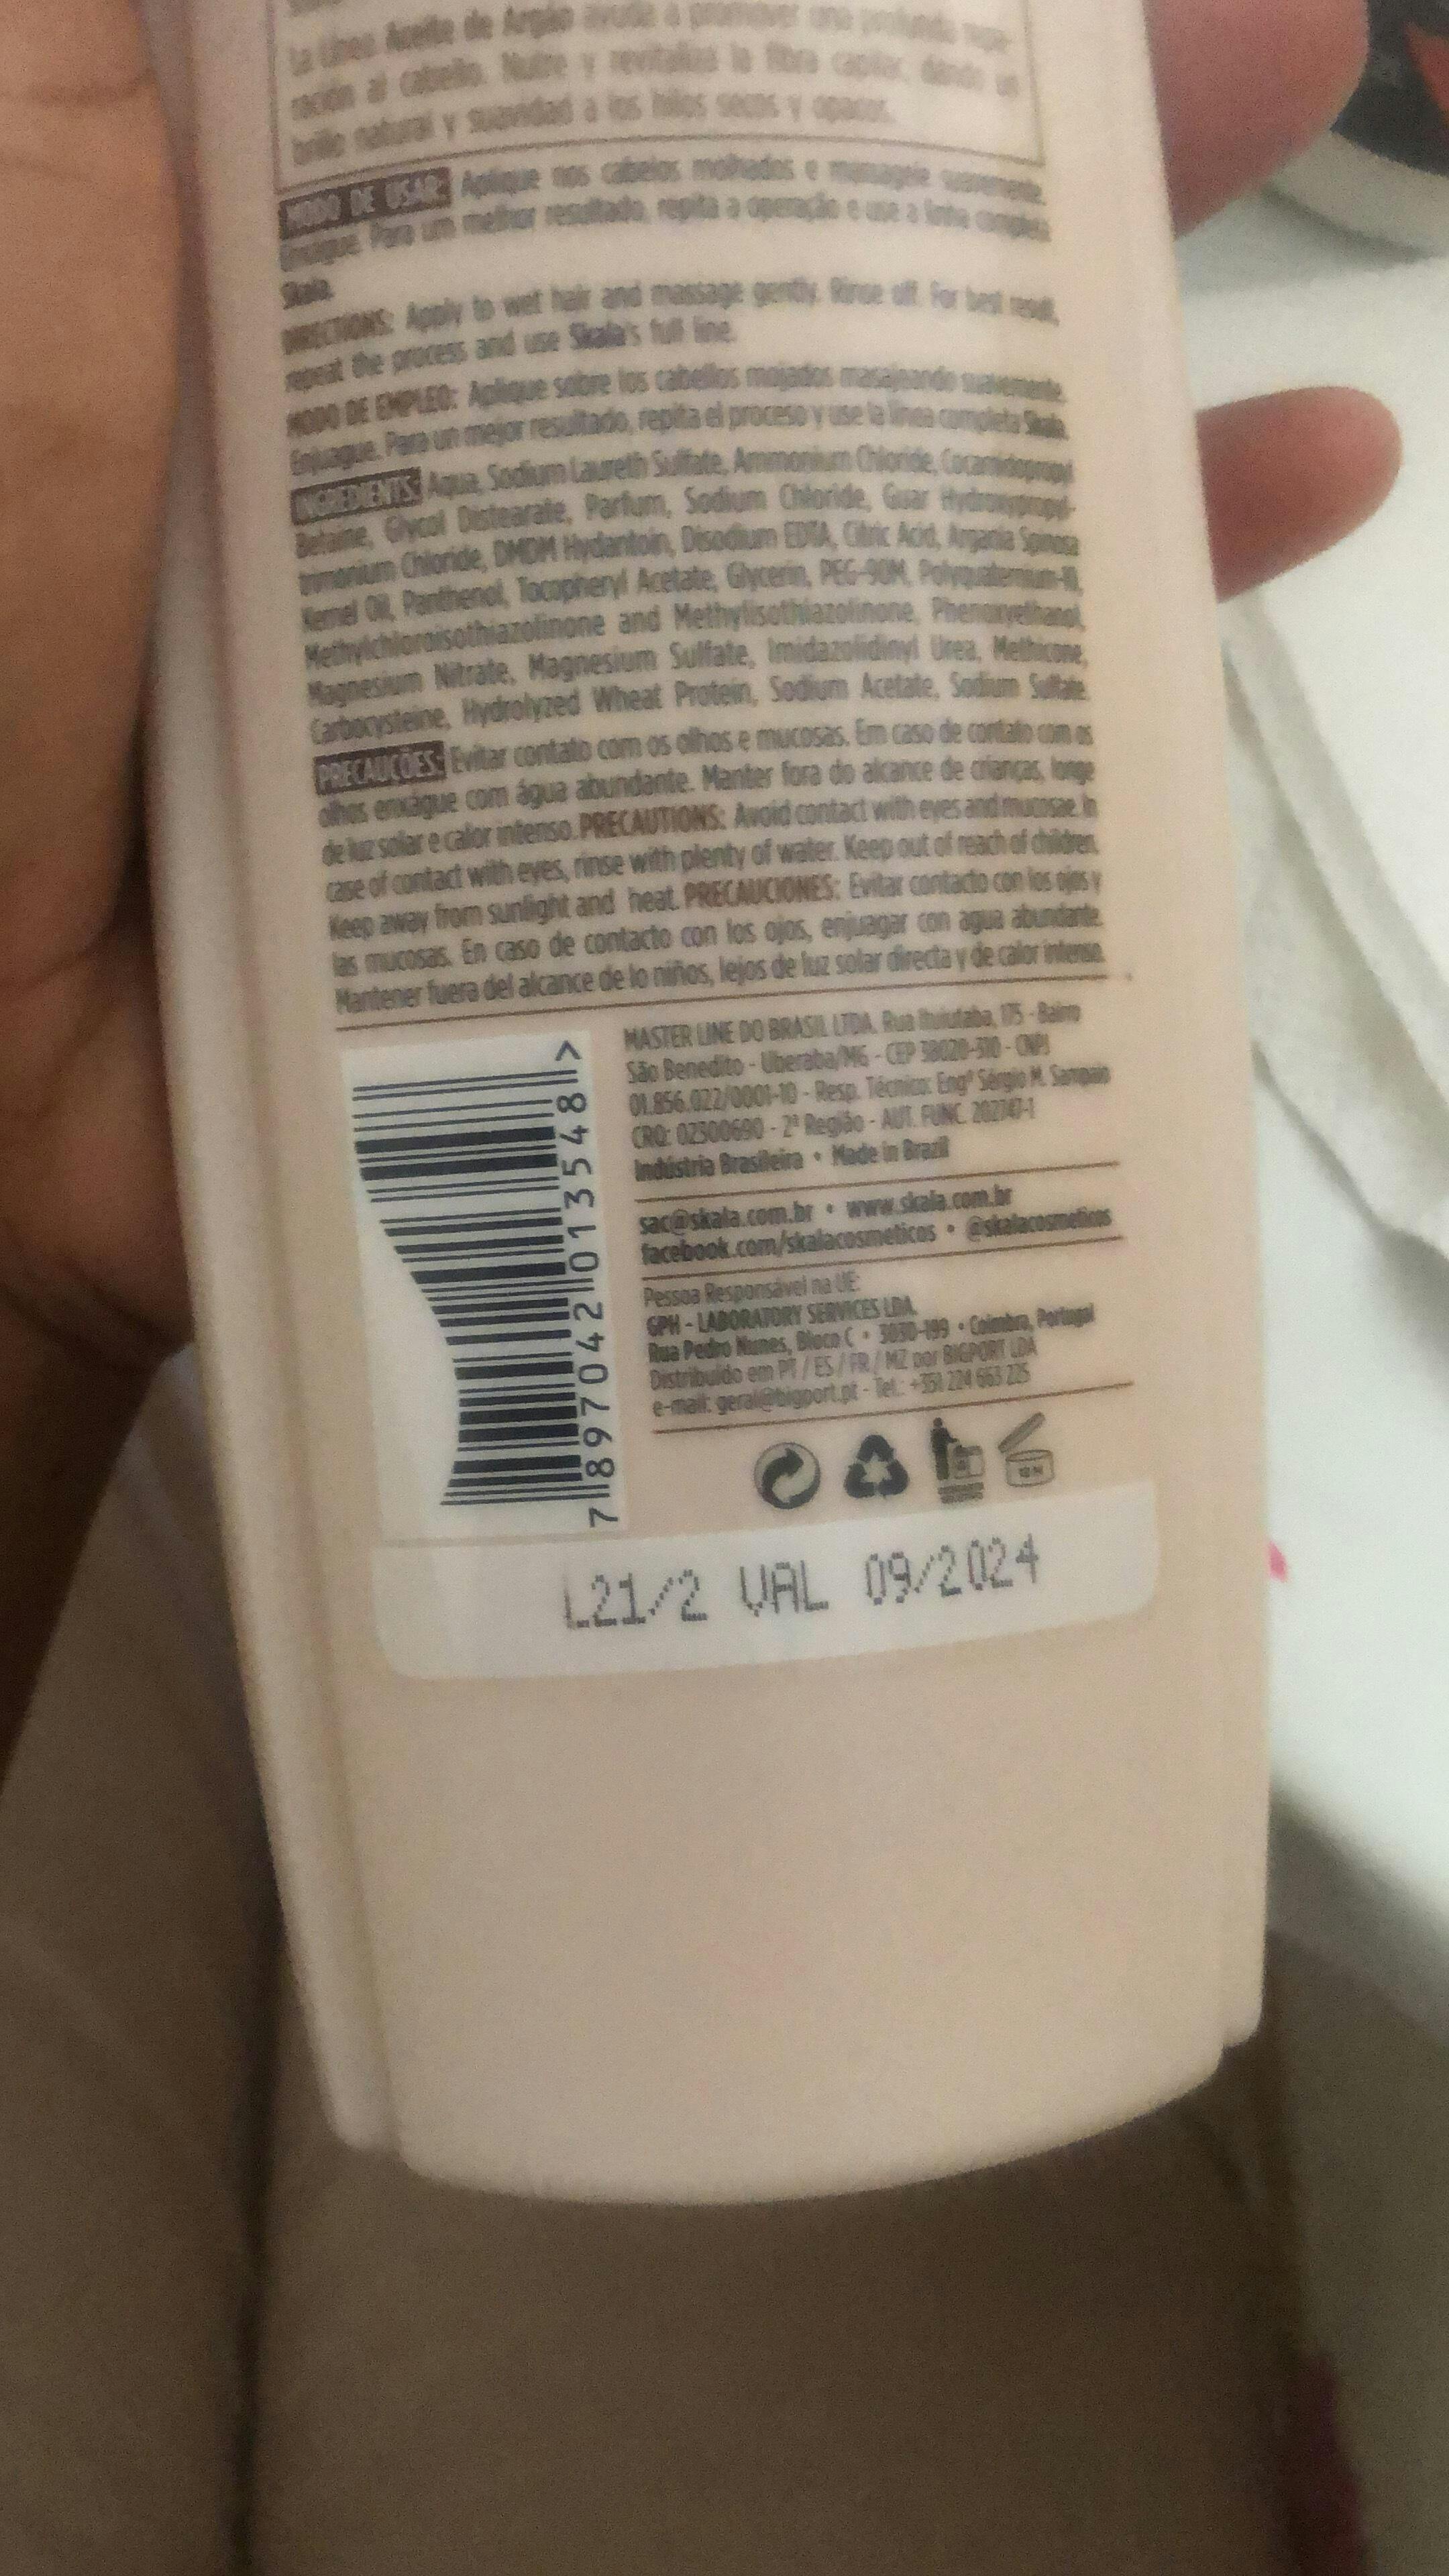 La Línea Aceite de Argão ayuda a promover una profunda repa-
ración al cabello. Nutre y revitaliza la fibra capilar, dando un
brillo natural y suavidad a los hilos secos y opacos.
MODO DE USAR: Aplique nos cabelos molhados e massageie suavemente.
Enxágue. Para um melhor resultado, repita a operação e use a linha completa
Skala.
DIRECTIONS: Apply to wet hair and massage gently. Rinse off. For best result,
repeat the process and use Skala's full line.
MODO DE EMPLEO: Aplique sobre los cabellos mojados masajeando suavemente.
Enjuague. Para un mejor resultado, repita el proceso y use la línea completa Skala.
INGREDIENTS: Aqua, Sodium Laureth Sulfate, Ammonium Chloride, Cocamidopropyl
Betaine, Glycol Distearate, Parfum, Sodium Chloride, Guar Hydroxypropyl-
trimonium Chloride, DMDM Hydantoin, Disodium EDTA, Citric Acid, Argania Spinosa
Kernel Oil, Panthenol, Tocopheryl Acetate, Glycerin, PEG-90M, Polyquaternium-10,
Methylchloroisothiazolinone and Methylisothiazolinone, Phenoxyethanol,
Magnesium Nitrate, Magnesium Sulfate, Imidazolidinyl Urea, Methicone,
Carbocysteine, Hydrolyzed Wheat Protein, Sodium Acetate, Sodium Sulfate.
PRECAUÇÕES: Evitar contato com os olhos e mucosas. Em caso de contato com os
olhos enxágue com água abundante. Manter fora do alcance de crianças, longe
de luz solar e calor intenso. PRECAUTIONS: Avoid contact with eyes and mucosae. In
case of contact with eyes, rinse with plenty of water. Keep out of reach of children.
Keep away from sunlight and heat. PRECAUCIONES: Evitar contacto con los ojos y
las mucosas. En caso de contacto con los ojos, enjuagar con agua abundante.
Mantener fuera del alcance de lo niños, lejos de luz solar directa y de calor intenso.
MASTER LINE DO BRASIL LTDA. Rua Ituiutaba, 175 - Bairro
São Benedito - Uberaba/MG - CEP 38020-310 - CNPJ
01.856.022/0001-10 - Resp. Técnico: Engº Sérgio M. Sampaio
CRQ: 02300690 - 2ª Região - AUT. FUNC. 202747-1
Indústria Brasileira • Made in Brazil
sac@skala.com.br • www.skala.com.br
facebook.com/skalacosmeticos • @skalacosmeticos
Pessoa Responsável na UE:
GPH - LABORATORY SERVICES LDA.
Rua Pedro Nunes, Bloco C • 3030-199 • Coimbra, Portugal
Distribuído em PT / ES / FR / MZ por BIGPORT LDA
e-mail: geral@bigport.pt - Tel.: +351 224 663 225
7 897042 013548 >
12 M
L21/2 VAL 09/2024